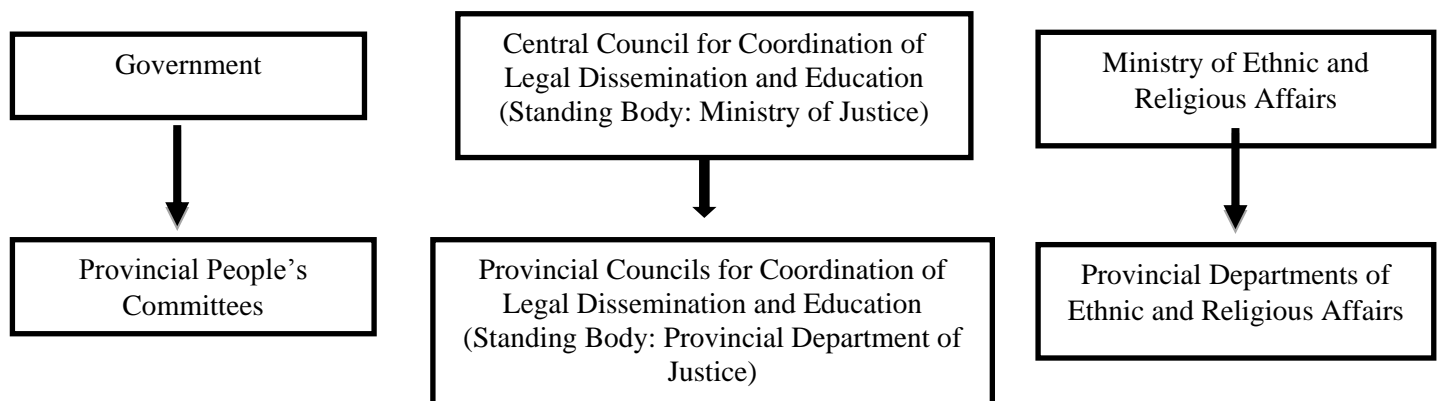 Government
Central Council for Coordination of
Legal Dissemination and Education
(Standing Body: Ministry of Justice)
Ministry of Ethnic and
Religious Affairs
Provincial People’s
Committees
Provincial Councils for Coordination of
Legal Dissemination and Education
(Standing Body: Provincial Department of
Justice)
Provincial Departments of
Ethnic and Religious Affairs